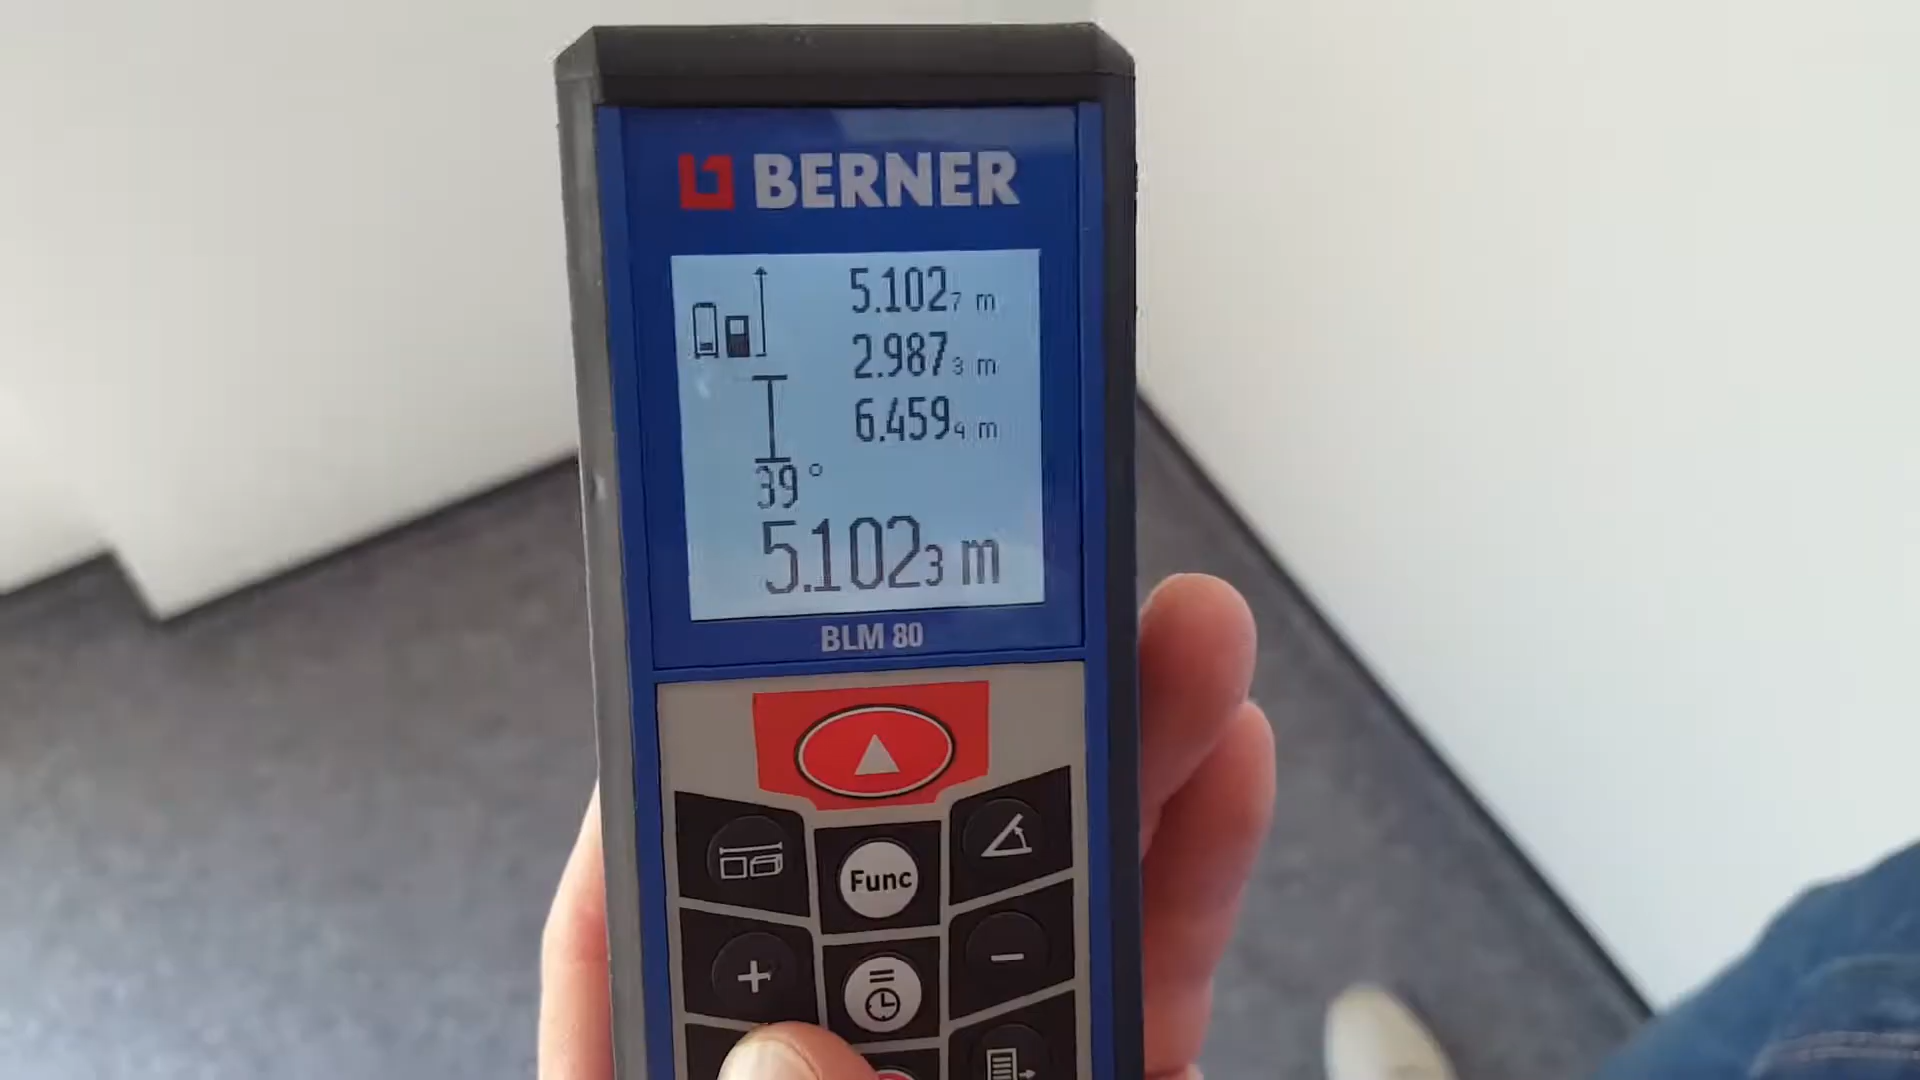 BERNER
5.1027 m
2.9873 m
6.4594 m
39°
5.1023 m
BLM 80
Func
+
−